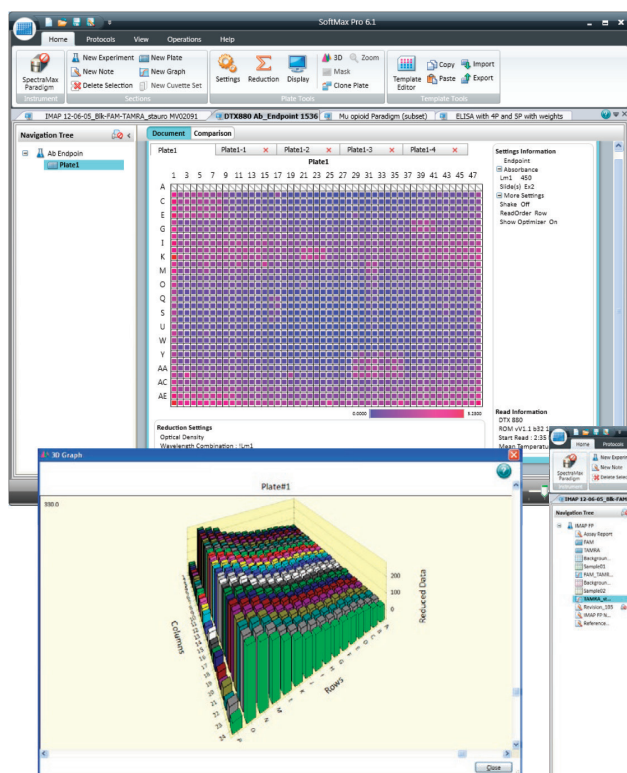 SoftMax Pro 6.1
Home Protocols View Operations Help
SpectraMax Paradigm
New Experiment New Plate
New Note New Graph
Delete Selection New Cuvette Set
Settings Reduction Display
3D Zoom
Mask
Clone Plate
Template Editor
Copy Import
Paste Export
Instrument Sections Plate Tools Template Tools
IMAP 12-06-05_Blk-FAM-TAMRA_stauro MV02091 DTX880 Ab_Endpoint 1536 Mu opioid Paradigm (subset) ELISA with 4P and 5P with weights
Navigation Tree
Ab Endpoin
Plate1
Document Comparison
Plate1 Plate1-1 Plate1-2 Plate1-3 Plate1-4
Plate1
1 3 5 7 9 11 13 15 17 19 21 23 25 27 29 31 33 35 37 39 41 43 45 47
A
C
E
G
I
K
M
O
Q
S
U
W
Y
AA
AC
AE
Settings Information
Endpoint
Absorbance
Lm1 450
Slide(s) Ex2
More Settings
Shake Off
ReadOrder Row
Show Optimizer On
Reduction Settings
Optical Density
Wavelength Combination : !Lm1
Read Information
DTX 880
ROM vV1.1 b32 1
Start Read : 2:35
Mean Temperatu
3D Graph
Plate#1
330.0
200
100
0
Reduced Data
Columns
Rows
Close
Home Protocols
SpectraMax Paradigm
New Experi
New Note
Delete Selec
Instrument
IMAP 12-06-05_Blk-FAM
Navigation Tree
IMAP FP
Assay Report
FAM
TAMRA
Backgroun...
Sample01
FAM_TAMR...
Backgroun...
Sample02
TAMRA_st...
Revision_193
IMAP FP N...
Reference...